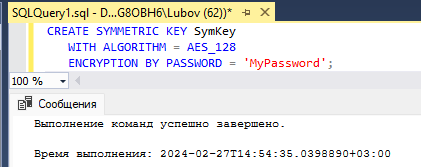 SQLQuery1.sql - D...G8OBH6\Lubov (62))*
CREATE SYMMETRIC KEY SymKey
WITH ALGORITHM = AES_128
ENCRYPTION BY PASSWORD = 'MyPassword';
100 %
Сообщения
Выполнение команд успешно завершено.
Время выполнения: 2024-02-27T14:54:35.0398890+03:00